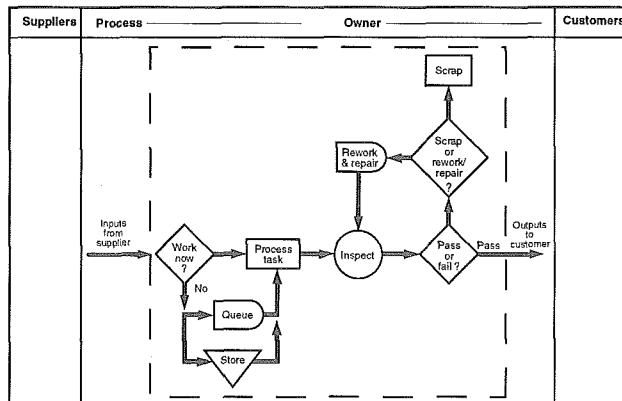 Suppliers
Process
Owner
Customers
Scrap
Rework
& repair
Scrap
or
rework/
repair
?
Inputs
from
supplier
Work
now
?
Process
task
Inspect
Pass
or
fail ?
Pass
Outputs
to
customer
No
Queue
Store